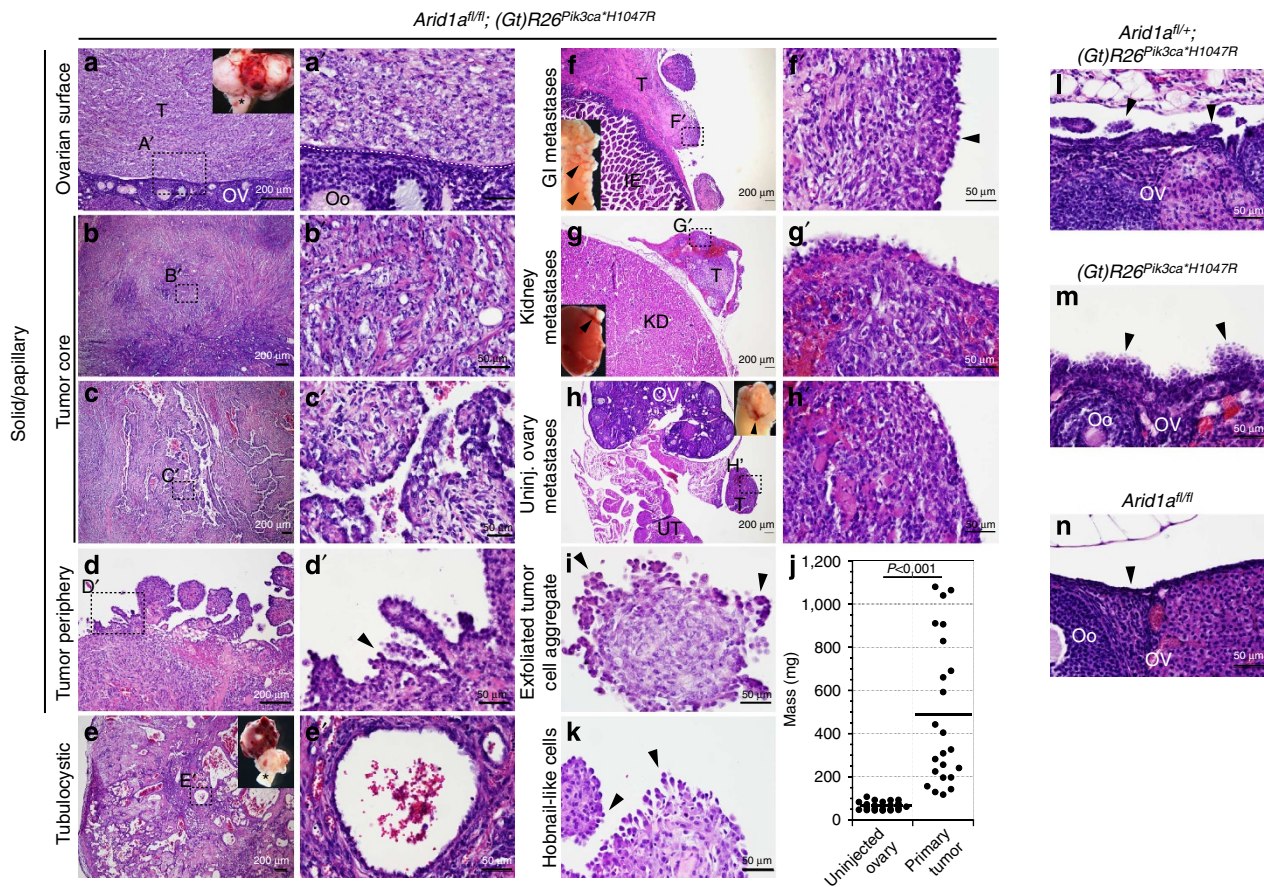 Arid1a^fl/fl; (Gt)R26^Pik3ca*H1047R
Solid/papillary
Ovarian surface
a
T
*
A′
OV
200 μm
a′
Oo
Tumor core
b
B′
200 μm
b′
50 μm
c
C′
200 μm
c′
50 μm
Tumor periphery
d
D′
200 μm
d′
50 μm
Tubulocystic
e
*
E′
200 μm
e′
50 μm
GI metastases
f
T
F′
IE
200 μm
f′
50 μm
Kidney
metastases
g
G′
T
KD
200 μm
g′
50 μm
Uninj. ovary
metastases
h
OV
H′
T
UT
200 μm
h′
50 μm
Exfoliated tumor
cell aggregate
i
50 μm
Hobnail-like cells
k
50 μm
j
P<0,001
Mass (mg)
1,200
1,000
800
600
400
200
0
Uninjected
ovary
Primary
tumor
Arid1a^fl/+;
(Gt)R26^Pik3ca*H1047R
l
OV
50 μm
(Gt)R26^Pik3ca*H1047R
m
Oo
OV
50 μm
Arid1a^fl/fl
n
Oo
OV
50 μm